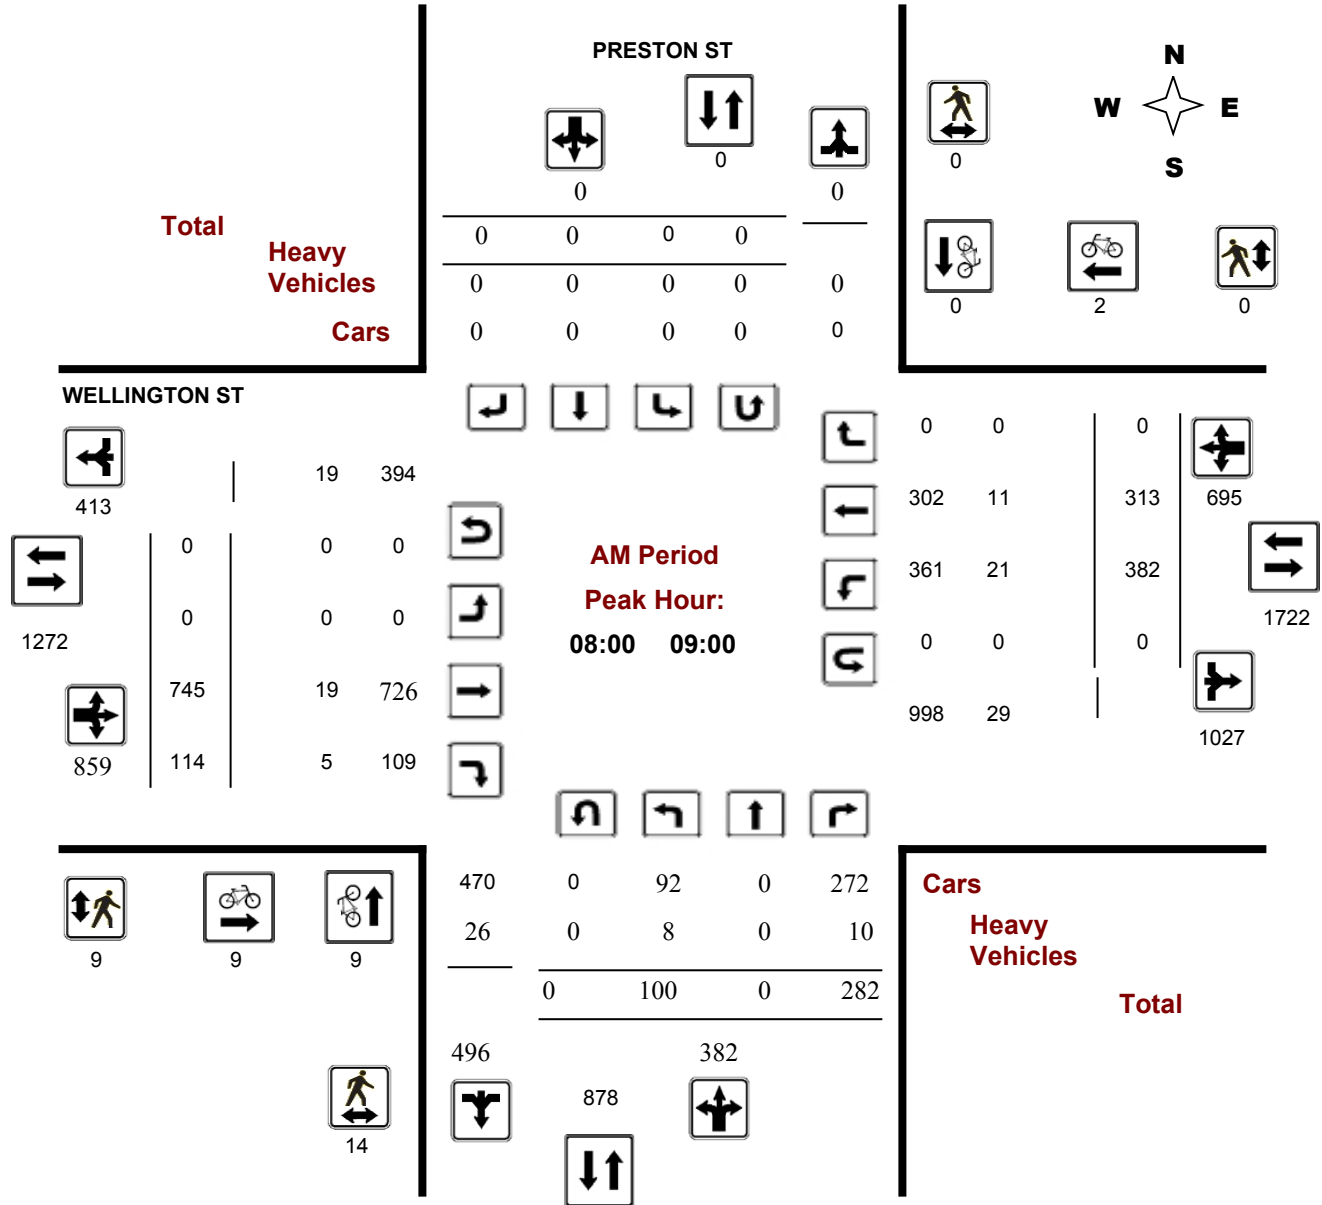 PRESTON ST
N
W E
S
0
0
0 0
Total 0 0 0 0
Heavy
Vehicles 0 0 0 0 0
0 2 0
Cars 0 0 0 0 0
WELLINGTON ST
0 0 0
19 394
413
302 11 313 695
0 0 0
AM Period
361 21 382
Peak Hour:
0 0 0
1272
08:00 09:00
0 0 0
1722
745 19 726
998 29
1027
859 114 5 109
470 0 92 0 272
Cars
26 0 8 0 10
Heavy
Vehicles
9 9 9
0 100 0 282
Total
496 382
878
14